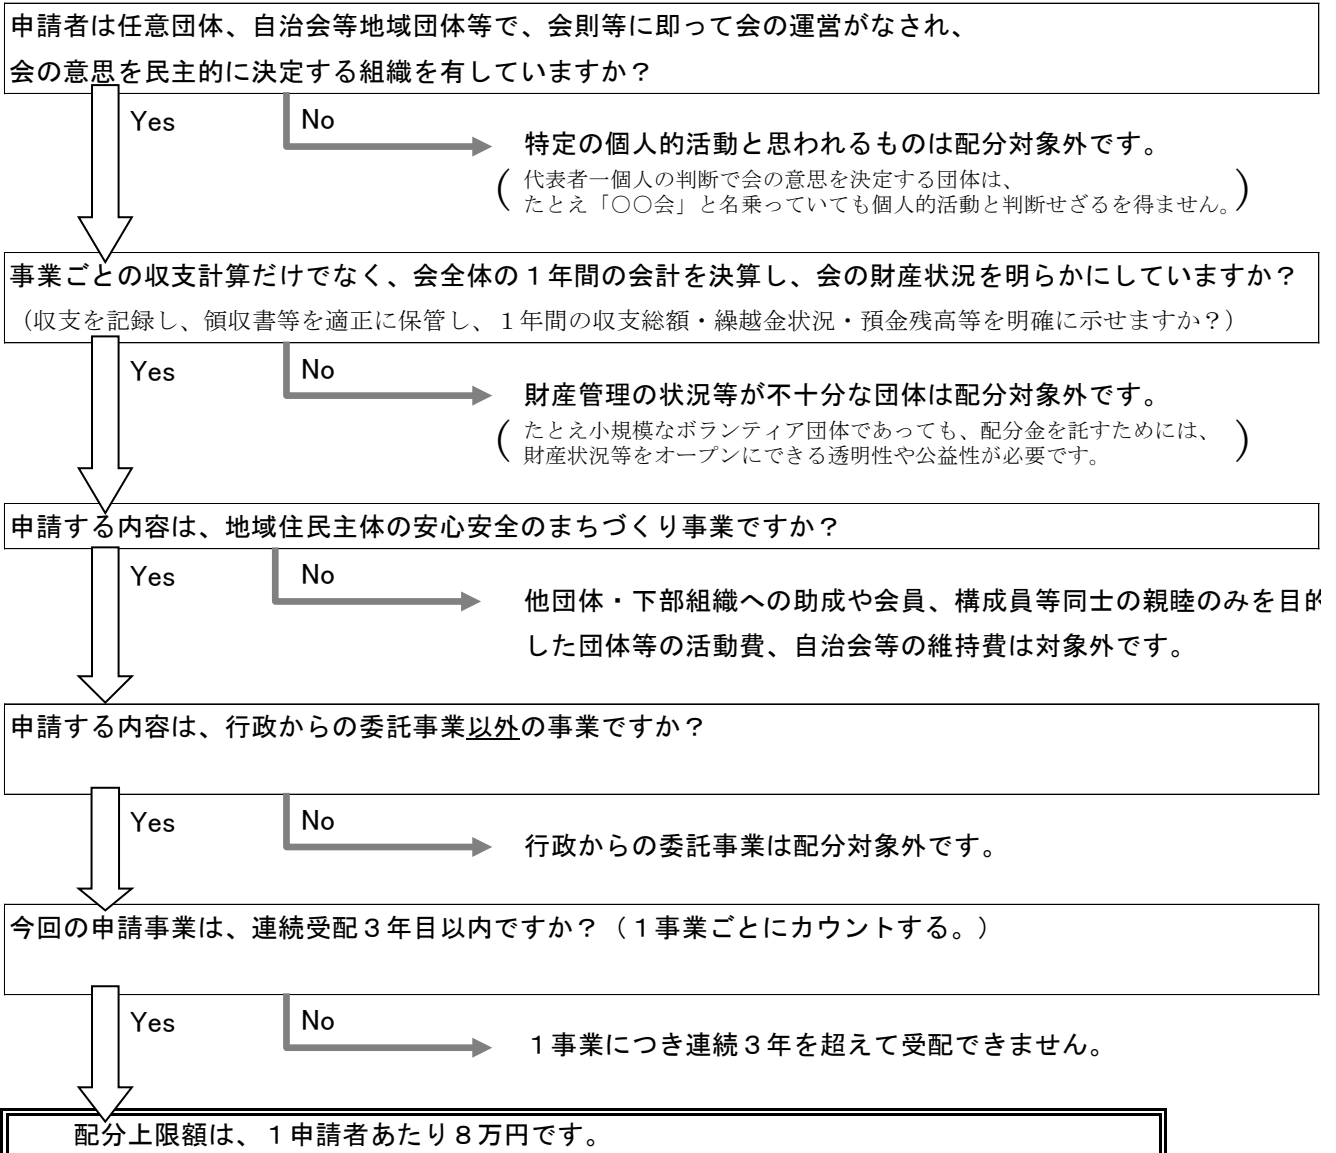 申請者は任意団体、自治会等地域団体等で、会則等に即って会の運営がなされ、
会の意思を民主的に決定する組織を有していますか？
Yes
No
特定の個人的活動と思われるものは配分対象外です。
（代表者一個人の判断で会の意思を決定する団体は、
たとえ「〇〇会」と名乗っていても個人的活動と判断せざるを得ません。）
事業ごとの収支計算だけでなく、会全体の１年間の会計を決算し、会の財産状況を明らかにしていますか？
（収支を記録し、領収書等を適正に保管し、１年間の収支総額・繰越金状況・預金残高等を明確に示せますか？）
Yes
No
財産管理の状況等が不十分な団体は配分対象外です。
（たとえ小規模なボランティア団体であっても、配分金を託すためには、
財産状況等をオープンにできる透明性や公益性が必要です。）
申請する内容は、地域住民主体の安心安全のまちづくり事業ですか？
Yes
No
他団体・下部組織への助成や会員、構成員等同士の親睦のみを目的
した団体等の活動費、自治会等の維持費は対象外です。
申請する内容は、行政からの委託事業以外の事業ですか？
Yes
No
行政からの委託事業は配分対象外です。
今回の申請事業は、連続受配３年目以内ですか？（１事業ごとにカウントする。）
Yes
No
１事業につき連続３年を超えて受配できません。
配分上限額は、１申請者あたり８万円です。